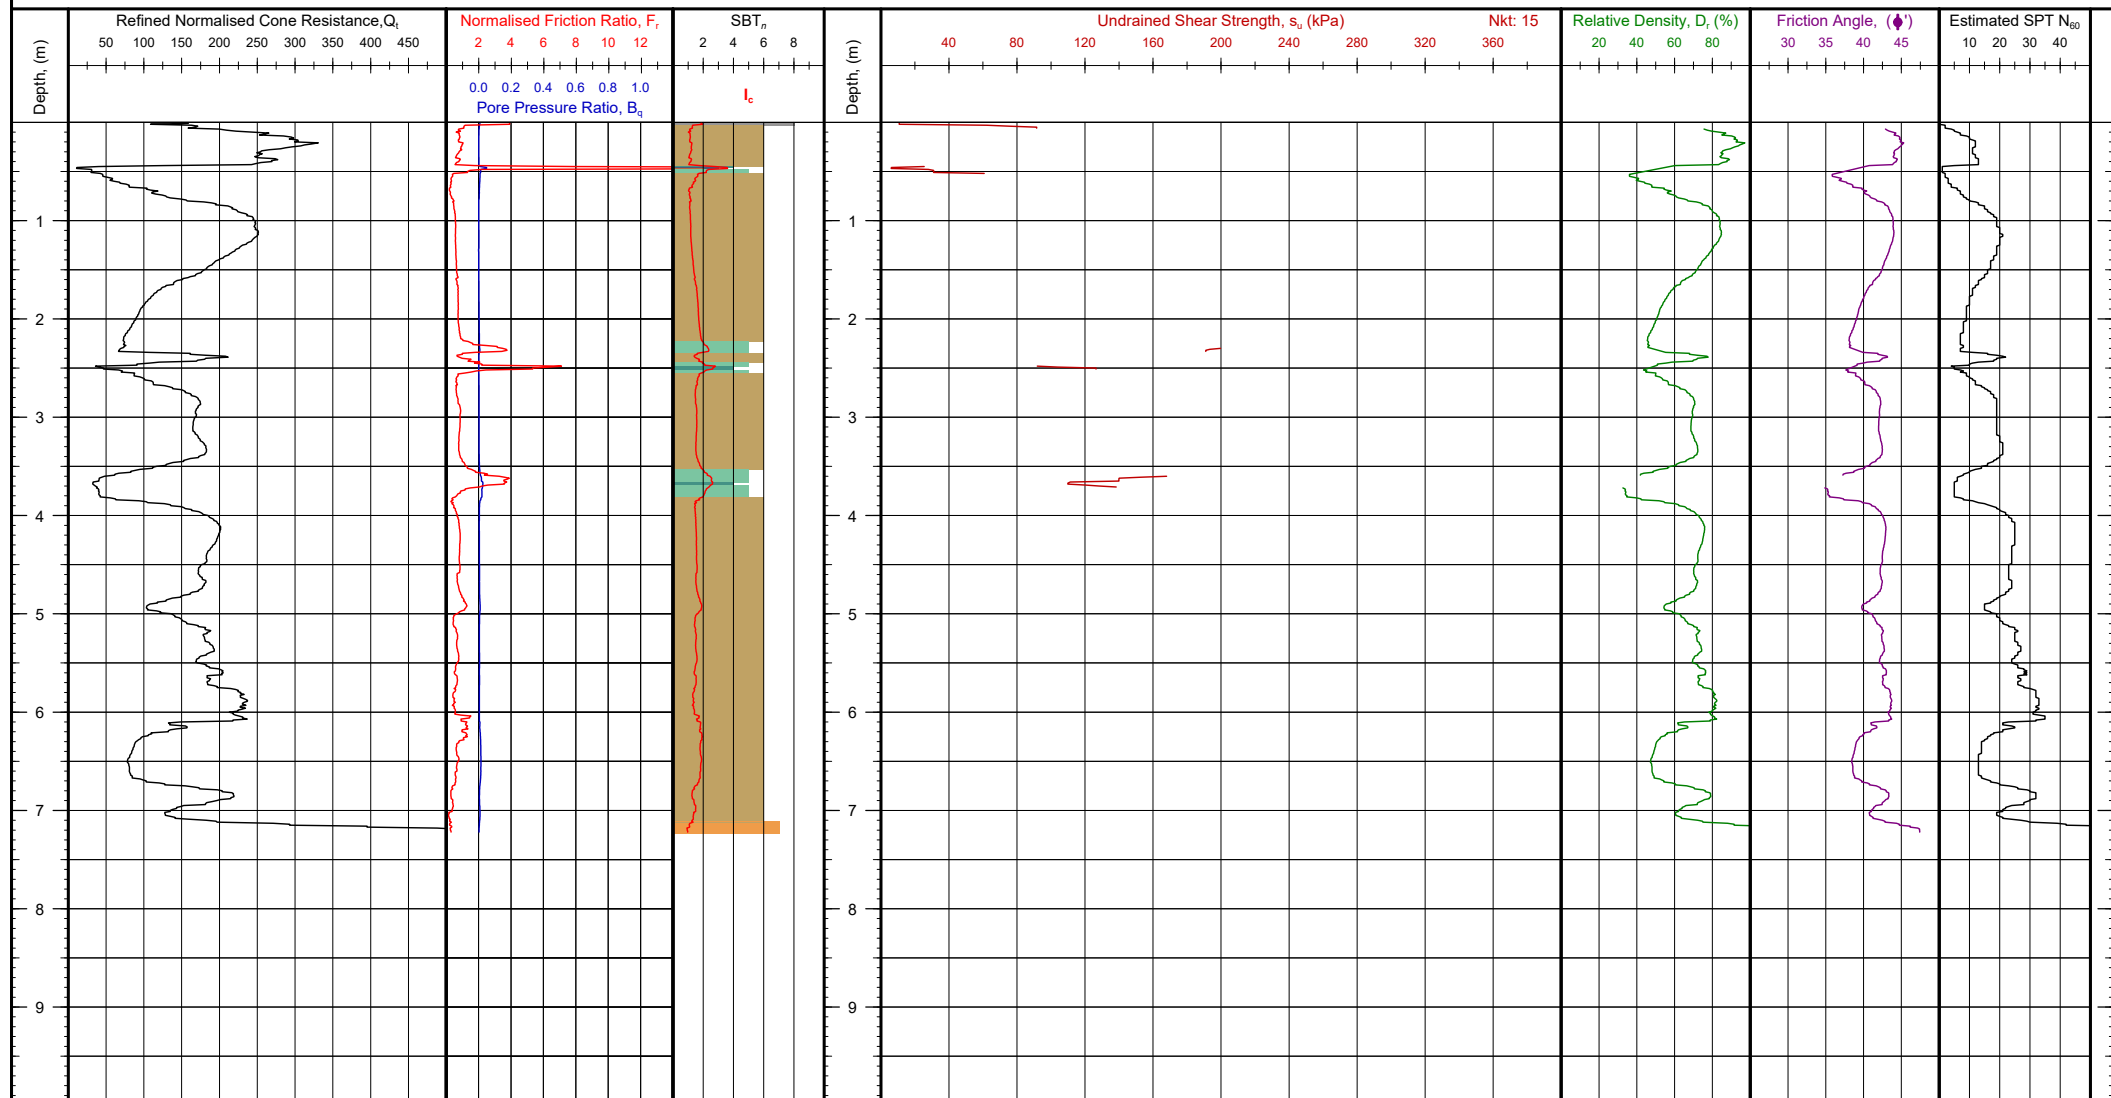 Refined Normalised Cone Resistance,Qt
Normalised Friction Ratio, Fr
SBTn
Undrained Shear Strength, su (kPa)
Nkt: 15
Relative Density, Dr (%)
Friction Angle, (ϕ')
Estimated SPT N60
50 100 150 200 250 300 350 400 450
2 4 6 8 10 12
2 4 6 8
40 80 120 160 200 240 280 320 360
20 40 60 80
30 35 40 45
10 20 30 40
Depth, (m)
0.0 0.2 0.4 0.6 0.8 1.0
Pore Pressure Ratio, Bq
Ic
Depth, (m)
1 1
2 2
3 3
4 4
5 5
6 6
7 7
8 8
9 9